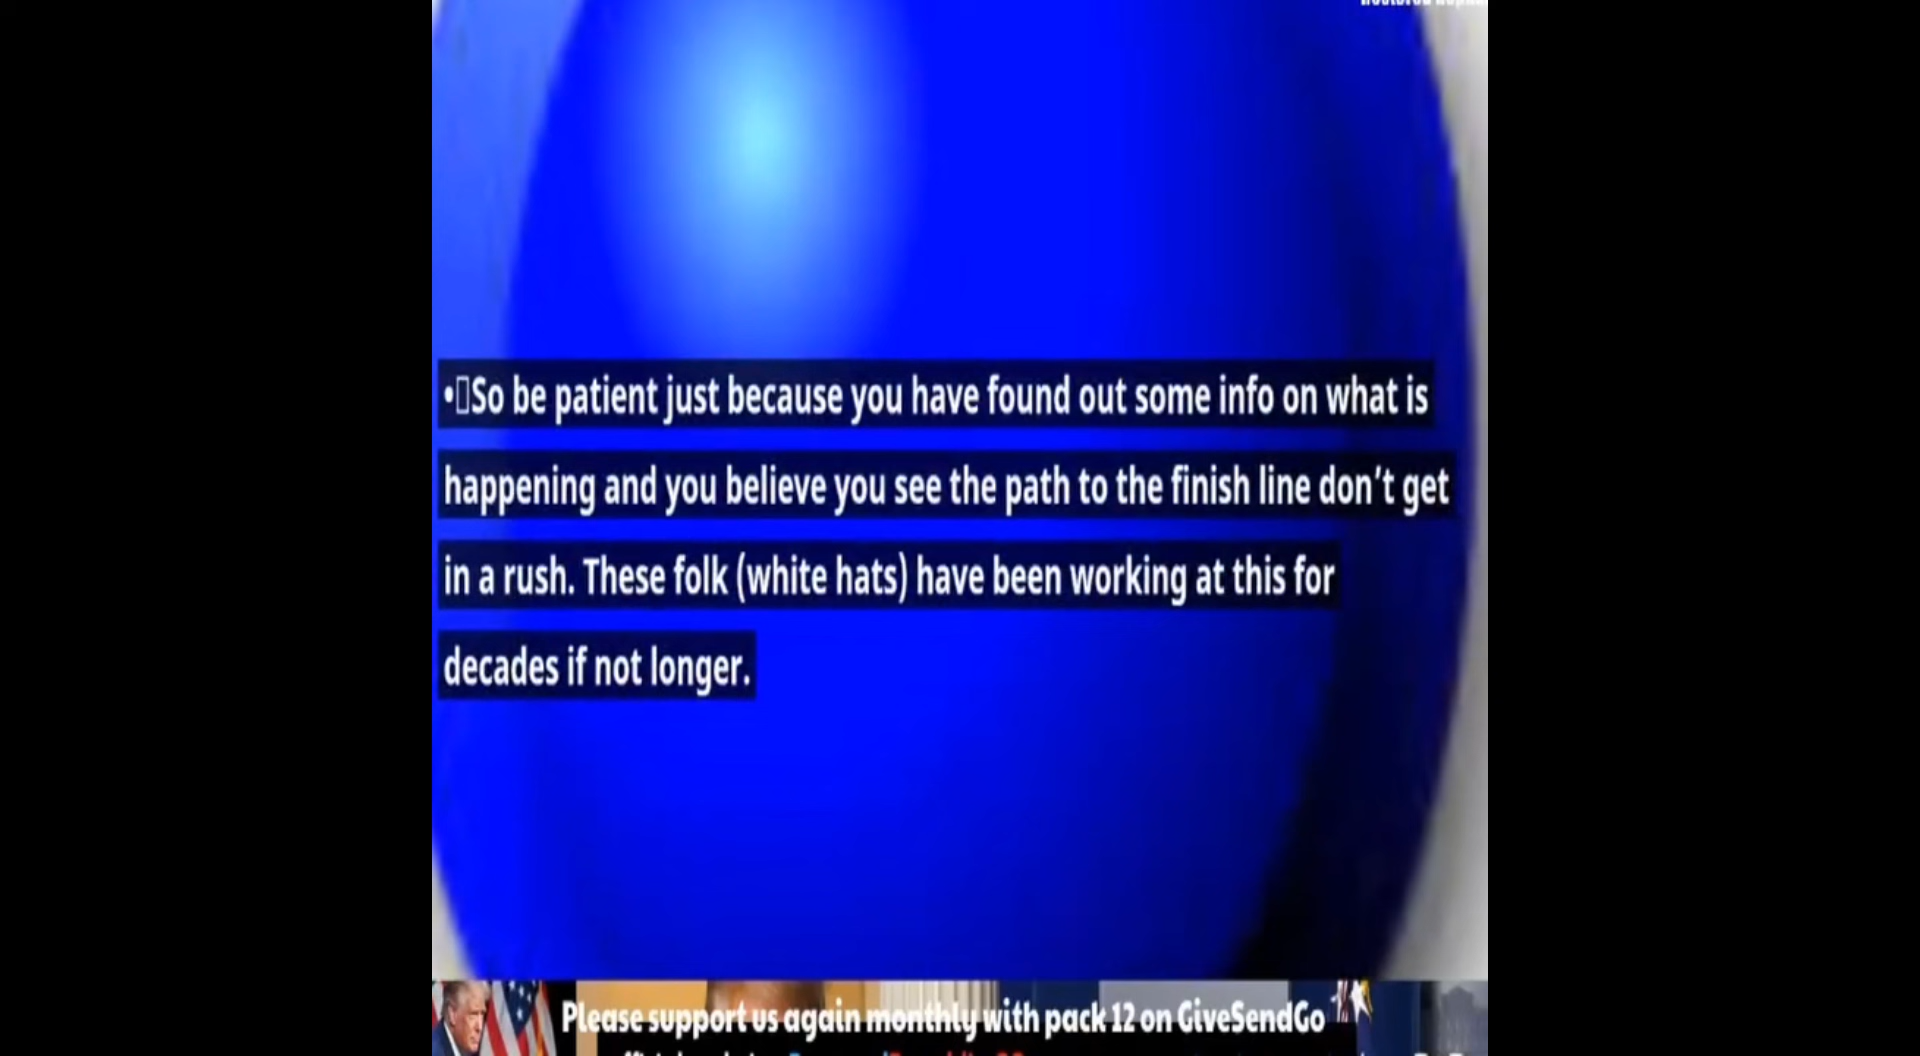 •So be patient just because you have found out some info on what is
happening and you believe you see the path to the finish line don’t get
in a rush. These folk (white hats) have been working at this for
decades if not longer.
Please support us again monthly with pack 12 on GiveSendGo